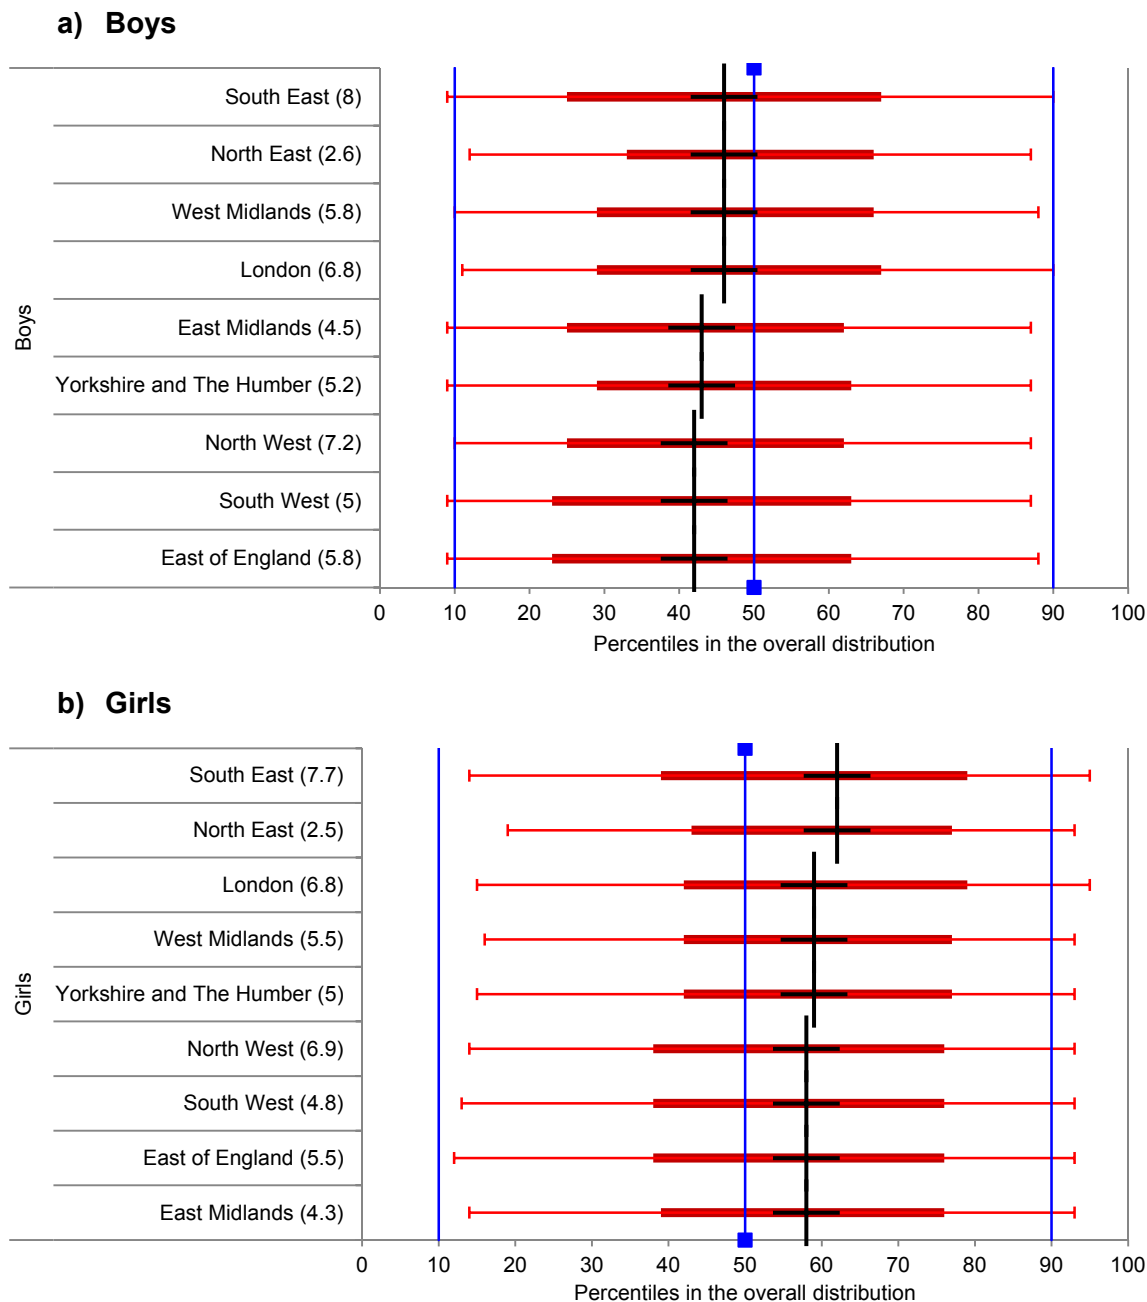 a) Boys
Boys
South East (8)
North East (2.6)
West Midlands (5.8)
London (6.8)
East Midlands (4.5)
Yorkshire and The Humber (5.2)
North West (7.2)
South West (5)
East of England (5.8)
0 10 20 30 40 50 60 70 80 90 100
Percentiles in the overall distribution
b) Girls
Girls
South East (7.7)
North East (2.5)
London (6.8)
West Midlands (5.5)
Yorkshire and The Humber (5)
North West (6.9)
South West (4.8)
East of England (5.5)
East Midlands (4.3)
0 10 20 30 40 50 60 70 80 90 100
Percentiles in the overall distribution